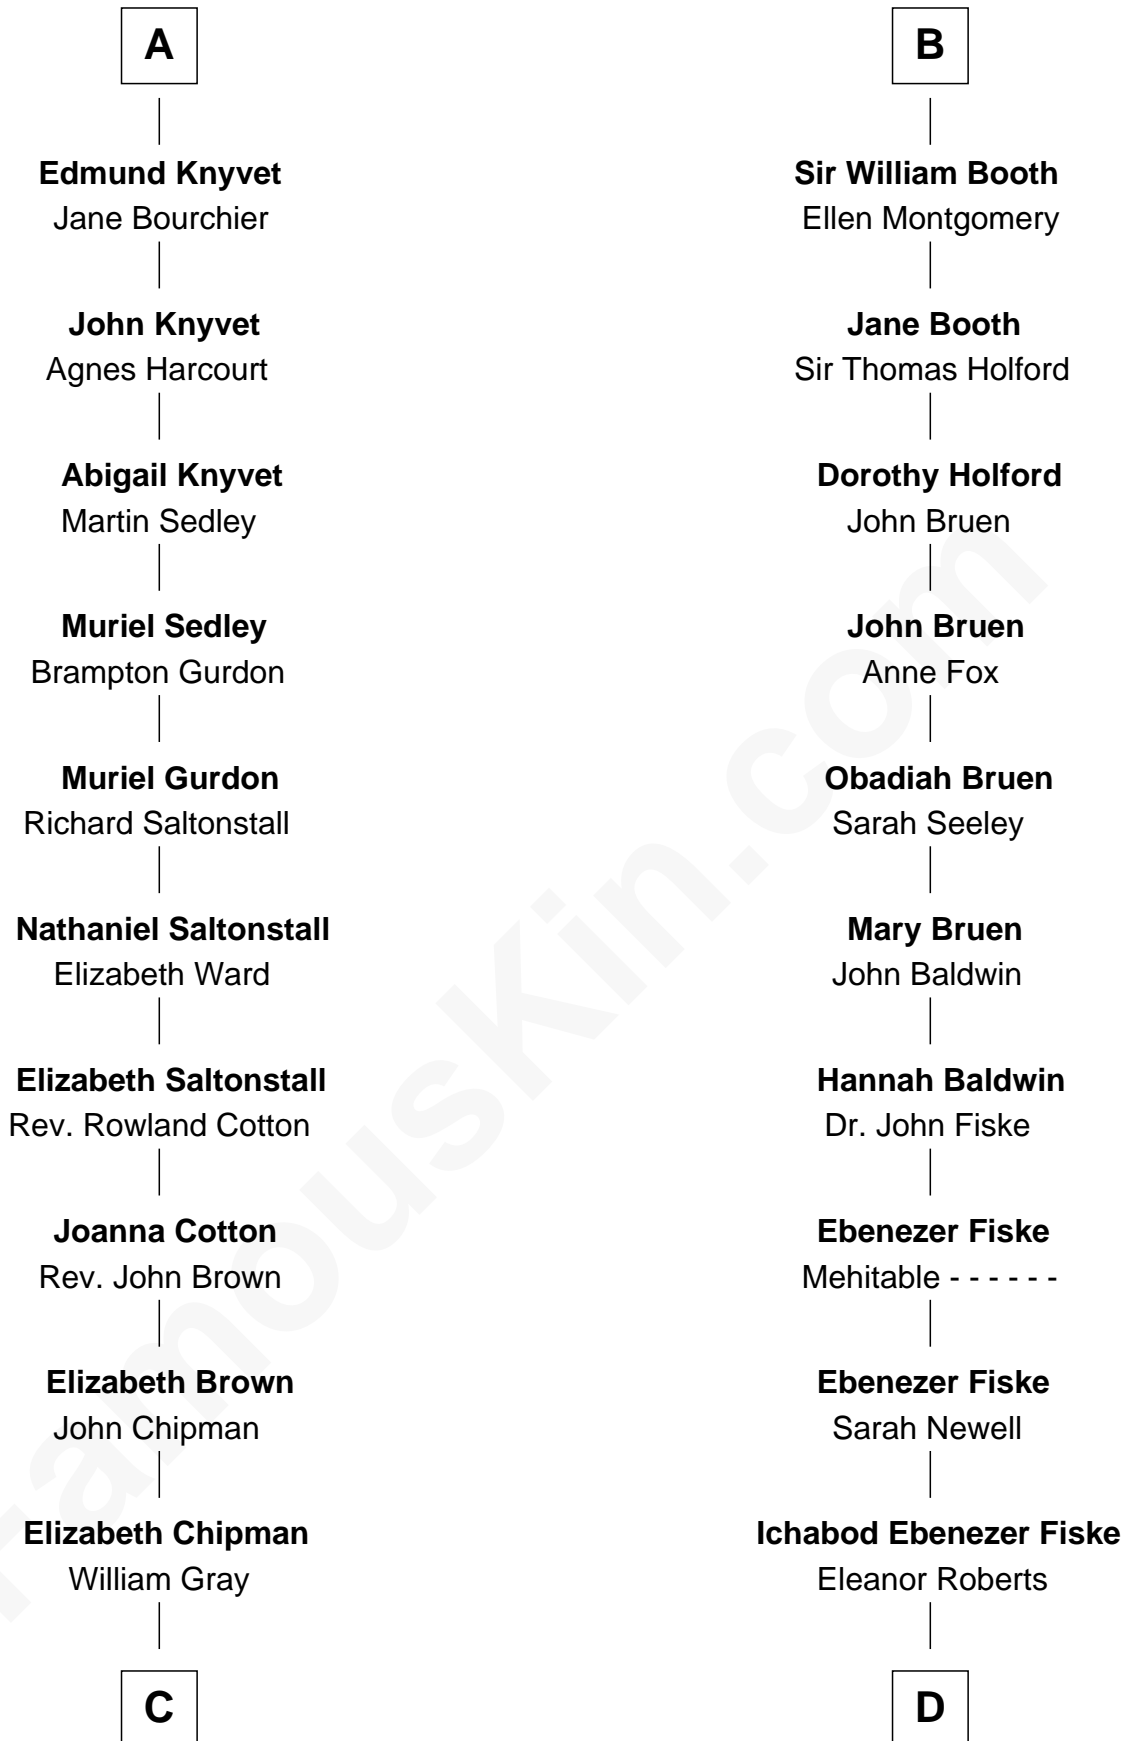 A
Edmund Knyvet
Jane Bourchier
John Knyvet
Agnes Harcourt
Abigail Knyvet
Martin Sedley
Muriel Sedley
Brampton Gurdon
Muriel Gurdon
Richard Saltonstall
Nathaniel Saltonstall
Elizabeth Ward
Elizabeth Saltonstall
Rev. Rowland Cotton
Joanna Cotton
Rev. John Brown
Elizabeth Brown
John Chipman
Elizabeth Chipman
William Gray
C
B
Sir William Booth
Ellen Montgomery
Jane Booth
Sir Thomas Holford
Dorothy Holford
John Bruen
John Bruen
Anne Fox
Obadiah Bruen
Sarah Seeley
Mary Bruen
John Baldwin
Hannah Baldwin
Dr. John Fiske
Ebenezer Fiske
Mehitable - - - - - -
Ebenezer Fiske
Sarah Newell
Ichabod Ebenezer Fiske
Eleanor Roberts
D
FamousKin.com